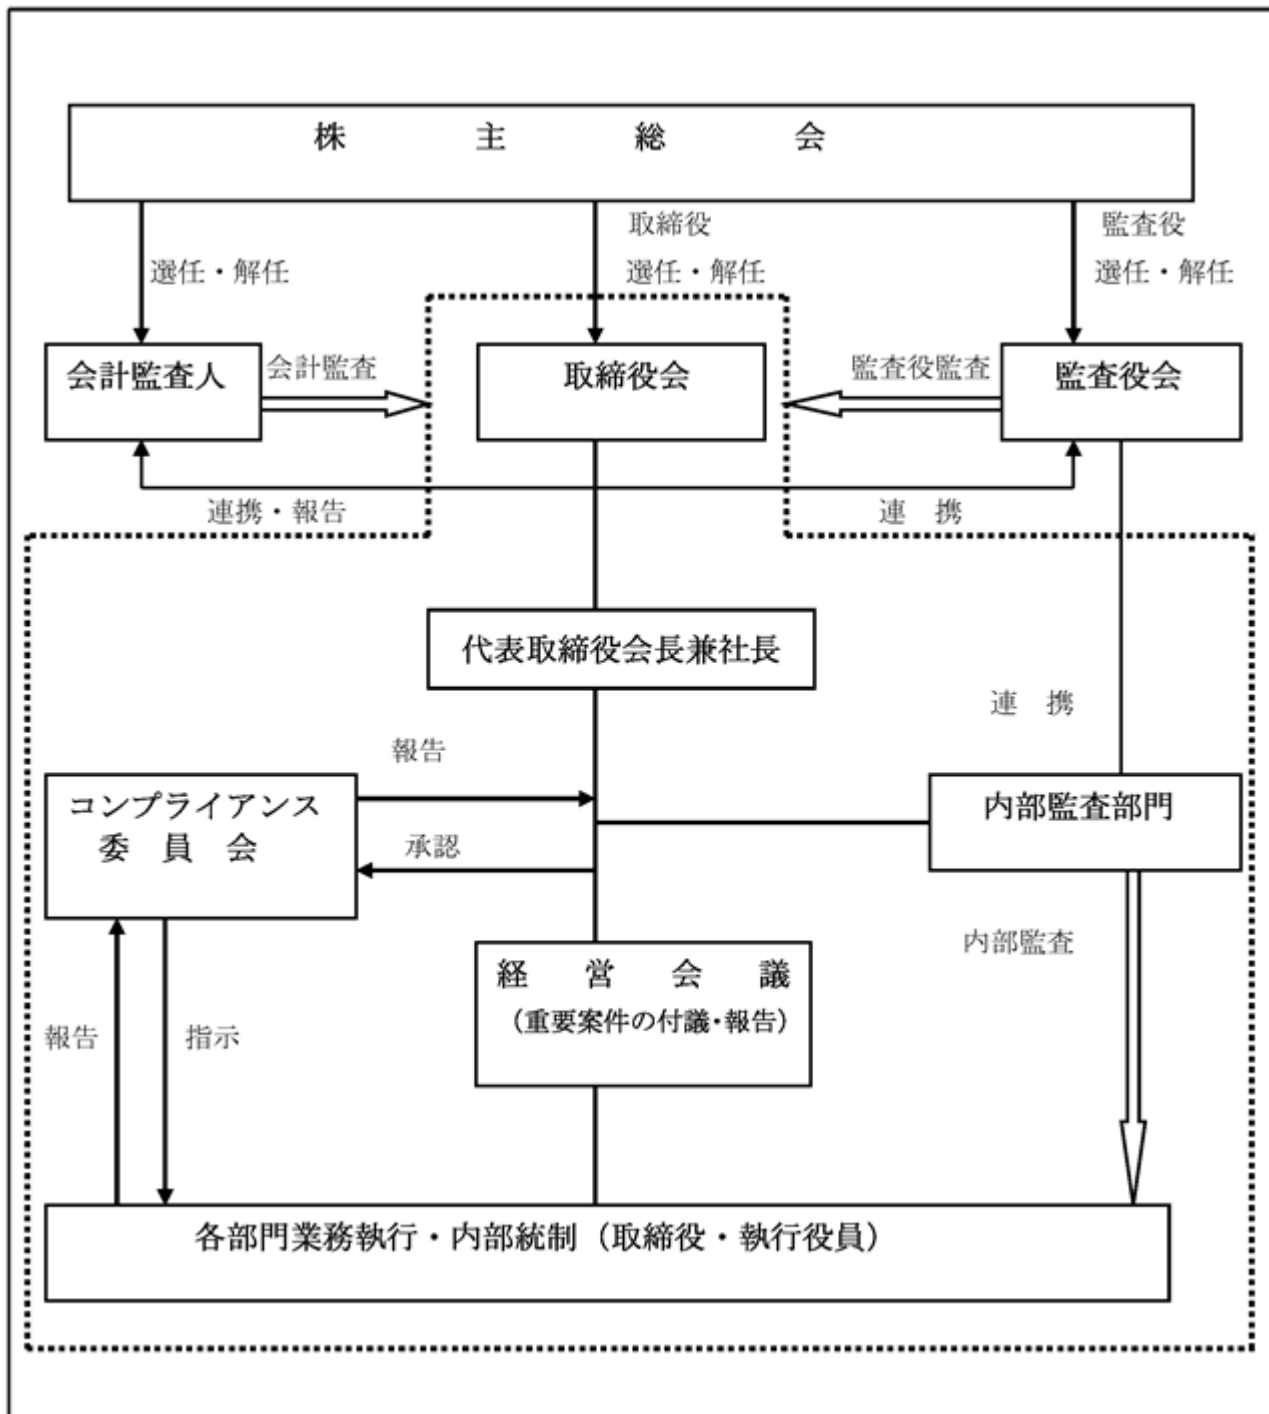 株主総会
取締役
監査役
選任・解任
選任・解任
選任・解任
会計監査人
会計監査
取締役会
監査役監査
監査役会
連携・報告
連 携
代表取締役会長兼社長
連 携
報告
コンプライアンス
委 員 会
承認
内部監査部門
内部監査
経 営 会 議
（重要案件の付議・報告）
報告
指示
各部門業務執行・内部統制（取締役・執行役員）